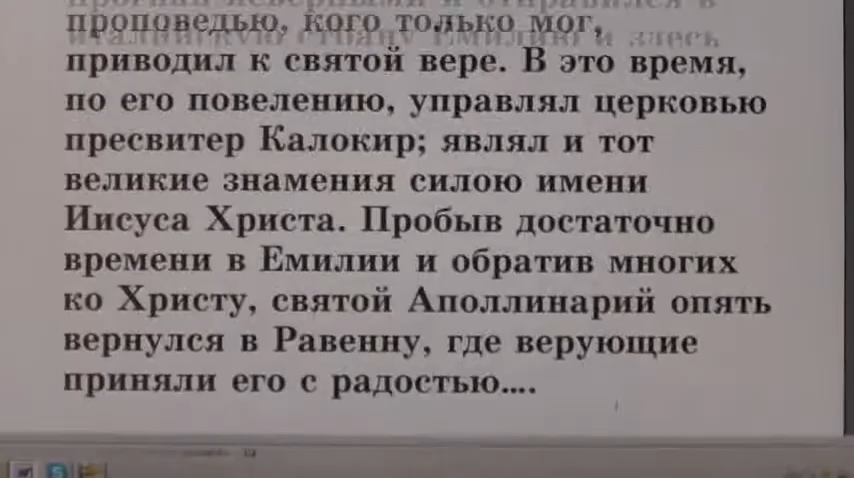 проповедью, кого только мог,
приводил к святой вере. В это время,
по его повелению, управлял церковью
пресвитер Калокир; являл и тот
великие знамения силою имени
Иисуса Христа. Пробыв достаточно
времени в Емилии и обратив многих
ко Христу, святой Аполлинарий опять
вернулся в Равенну, где верующие
приняли его с радостью....